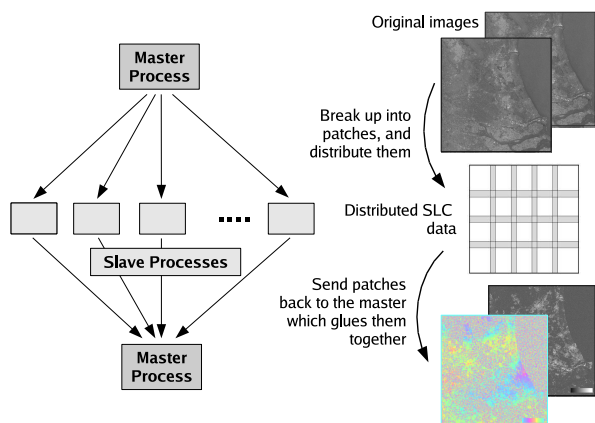 Master
Process
Slave Processes
Master
Process
Original images
Break up into
patches, and
distribute them
Distributed SLC
data
Send patches
back to the master
which glues them
together